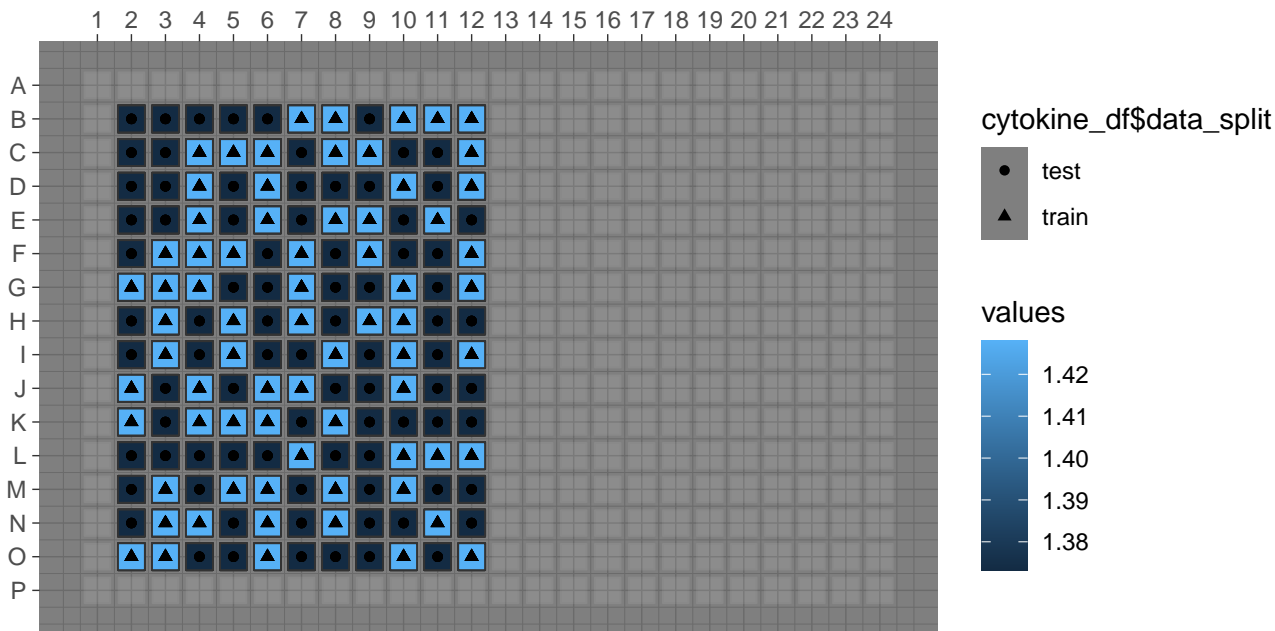 1 2 3 4 5 6 7 8 9 10 11 12 13 14 15 16 17 18 19 20 21 22 23 24
A
B
C
D
E
F
G
H
I
J
K
L
M
N
O
P
cytokine_df$data_split
test
train
values
1.42
1.41
1.40
1.39
1.38